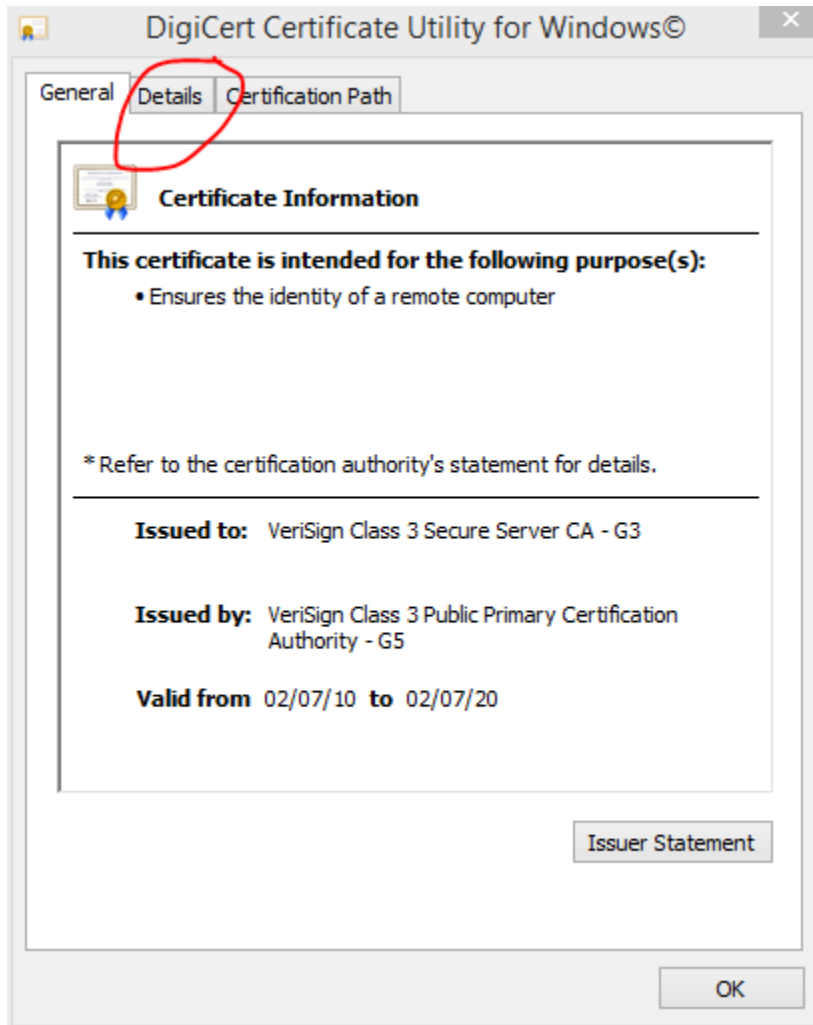 DigiCert Certificate Utility for Windows©
General Details Certification Path
Certificate Information
This certificate is intended for the following purpose(s):
• Ensures the identity of a remote computer
* Refer to the certification authority's statement for details.
Issued to: VeriSign Class 3 Secure Server CA - G3
Issued by: VeriSign Class 3 Public Primary Certification
Authority - G5
Valid from 02/07/10 to 02/07/20
Issuer Statement
OK